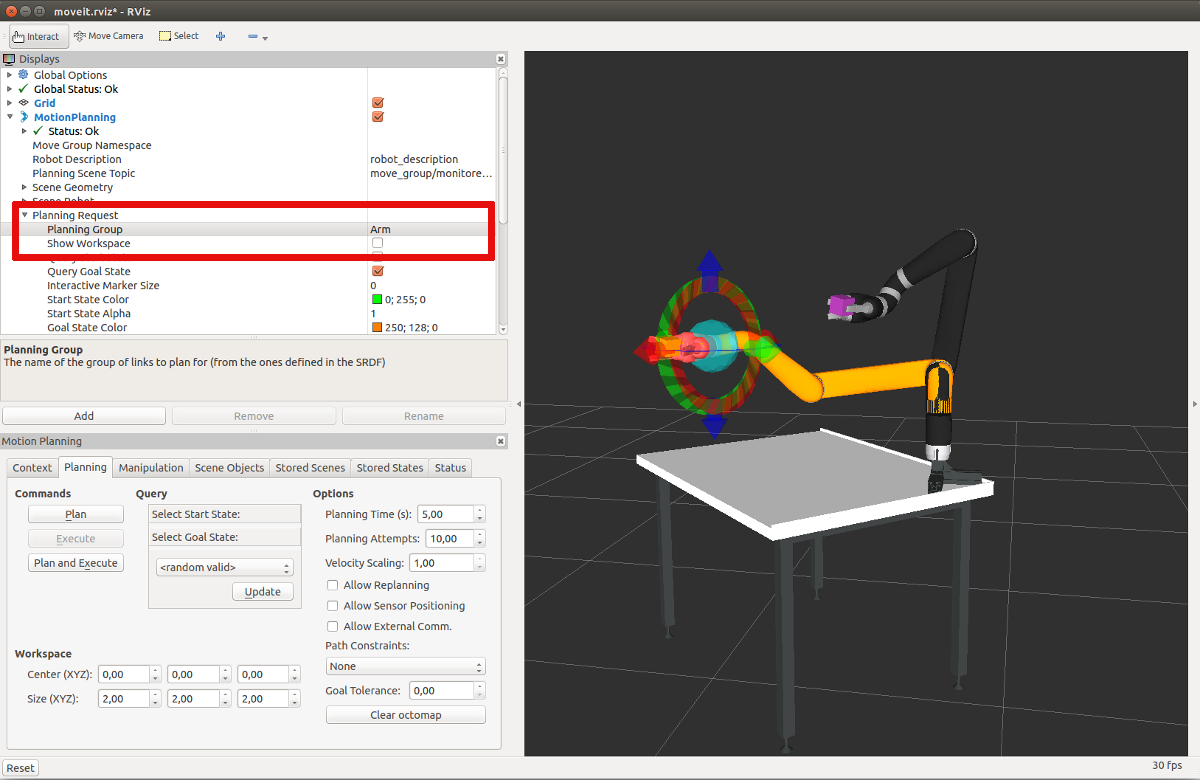 moveit.rviz* - RViz
Interact Move Camera Select
Displays
Global Options
Global Status: Ok
Grid
MotionPlanning
Status: Ok
Move Group Namespace
Robot Description robot_description
Planning Scene Topic move_group/monitore...
Scene Geometry
Scene Robot
Planning Request
Planning Group Arm
Show Workspace
Query Goal State
Interactive Marker Size 0
Start State Color 0; 255; 0
Start State Alpha 1
Goal State Color 250; 128; 0
Planning Group
The name of the group of links to plan for (from the ones defined in the SRDF)
Add Remove Rename
Motion Planning
Context Planning Manipulation Scene Objects Stored Scenes Stored States Status
Commands Query Options
Plan Select Start State: Planning Time (s): 5,00
Execute Select Goal State: Planning Attempts: 10,00
Plan and Execute <random valid> Velocity Scaling: 1,00
Update Allow Replanning
Allow Sensor Positioning
Allow External Comm.
Path Constraints:
Workspace
None
Center (XYZ): 0,00 0,00 0,00
Goal Tolerance: 0,00
Size (XYZ): 2,00 2,00 2,00
Clear octomap
Reset 30 fps